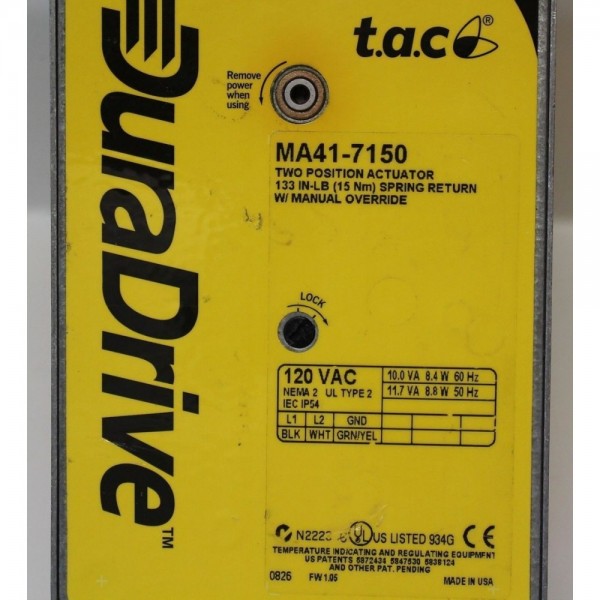 DuraDrive™
t.a.c®
Remove
power
when
using.
MA41-7150
TWO POSITION ACTUATOR
133 IN-LB (15 Nm) SPRING RETURN
W/ MANUAL OVERRIDE
LOCK
120 VAC 10.0 VA 8.4 W 60 Hz
NEMA 2 UL TYPE 2 11.7 VA 8.8 W 50 Hz
IEC IP54
L1 L2 GND
BLK WHT GRN/YEL
N2223 c UL US LISTED 934G CE
TEMPERATURE INDICATING AND REGULATING EQUIPMENT
US PATENTS 5872434 5847530 5838124
AND OTHER PAT. PENDING
0826 FW 1.05 MADE IN USA